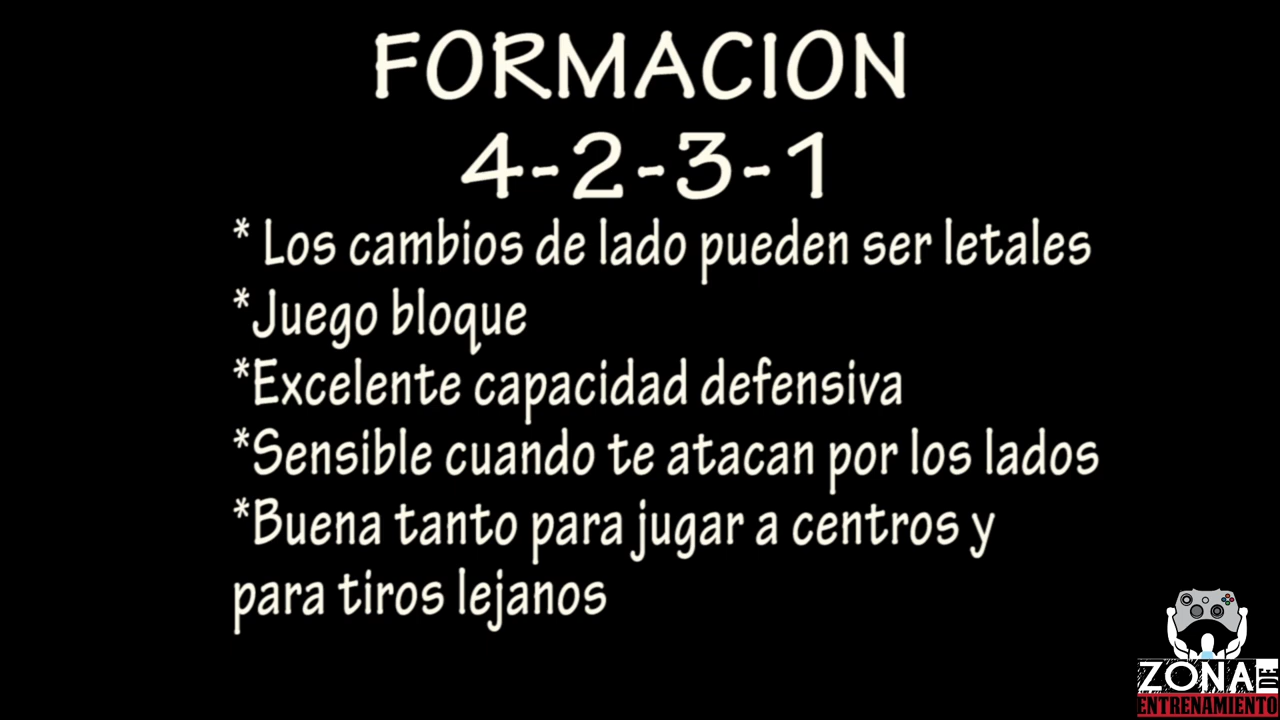 FORMACION
4-2-3-1
* Los cambios de lado pueden ser letales
*Juego bloque
*Excelente capacidad defensiva
*Sensible cuando te atacan por los lados
*Buena tanto para jugar a centros y
para tiros lejanos
ZONA DE
ENTRENAMIENTO